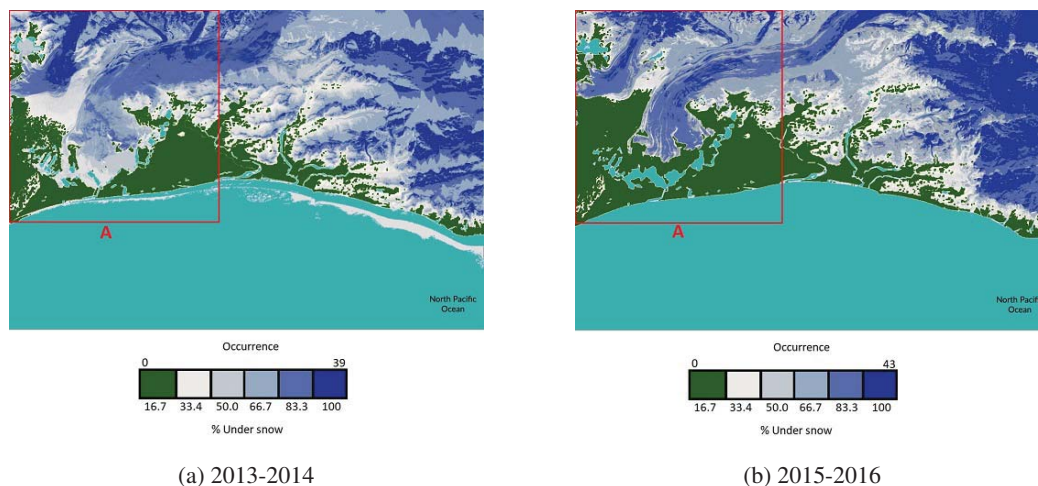 A
North Pacific
Ocean
Occurrence
0 39
16.7 33.4 50.0 66.7 83.3 100
% Under snow
(a) 2013-2014
A
North Pacific
Ocean
Occurrence
0 43
16.7 33.4 50.0 66.7 83.3 100
% Under snow
(b) 2015-2016